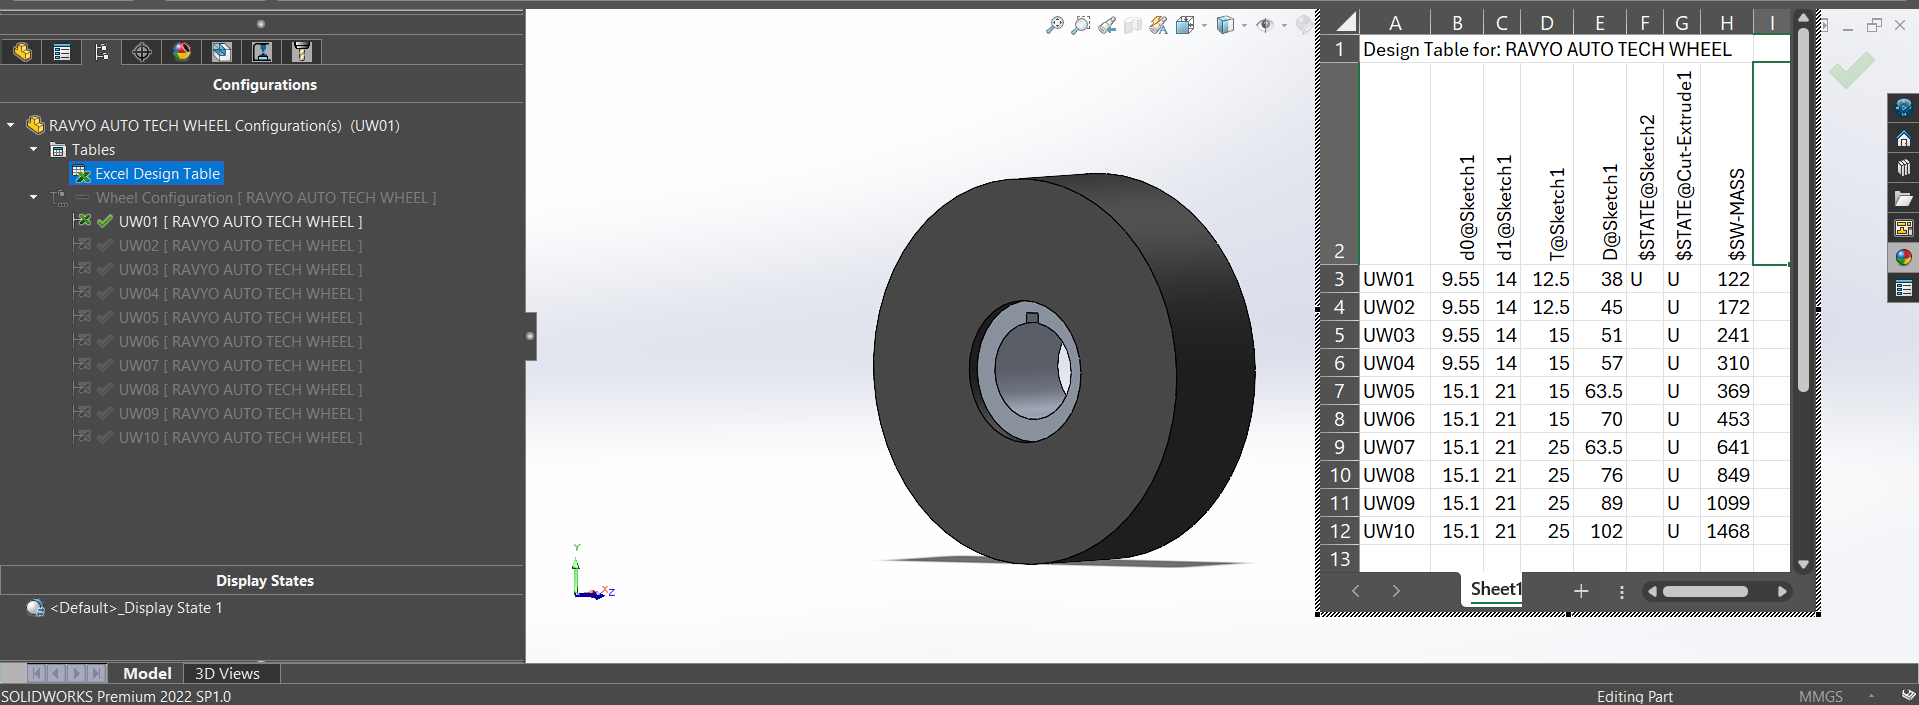 Configurations
RAVYO AUTO TECH WHEEL Configuration(s) (UW01)
Tables
Excel Design Table
Wheel Configuration [ RAVYO AUTO TECH WHEEL ]
UW01 [ RAVYO AUTO TECH WHEEL ]
UW02 [ RAVYO AUTO TECH WHEEL ]
UW03 [ RAVYO AUTO TECH WHEEL ]
UW04 [ RAVYO AUTO TECH WHEEL ]
UW05 [ RAVYO AUTO TECH WHEEL ]
UW06 [ RAVYO AUTO TECH WHEEL ]
UW07 [ RAVYO AUTO TECH WHEEL ]
UW08 [ RAVYO AUTO TECH WHEEL ]
UW09 [ RAVYO AUTO TECH WHEEL ]
UW10 [ RAVYO AUTO TECH WHEEL ]
Display States
<Default>_Display State 1
Y
X
Z
A B C D E F G H I
1 Design Table for: RAVYO AUTO TECH WHEEL
2 d0@Sketch1 d1@Sketch1 T@Sketch1 D@Sketch1 $STATE@Sketch2 $STATE@Cut-Extrude1 $SW-MASS
3 UW01 9.55 14 12.5 38 U U 122
4 UW02 9.55 14 12.5 45 U 172
5 UW03 9.55 14 15 51 U 241
6 UW04 9.55 14 15 57 U 310
7 UW05 15.1 21 15 63.5 U 369
8 UW06 15.1 21 15 70 U 453
9 UW07 15.1 21 25 63.5 U 641
10 UW08 15.1 21 25 76 U 849
11 UW09 15.1 21 25 89 U 1099
12 UW10 15.1 21 25 102 U 1468
13
Sheet1
Model 3D Views
SOLIDWORKS Premium 2022 SP1.0 Editing Part MMGS